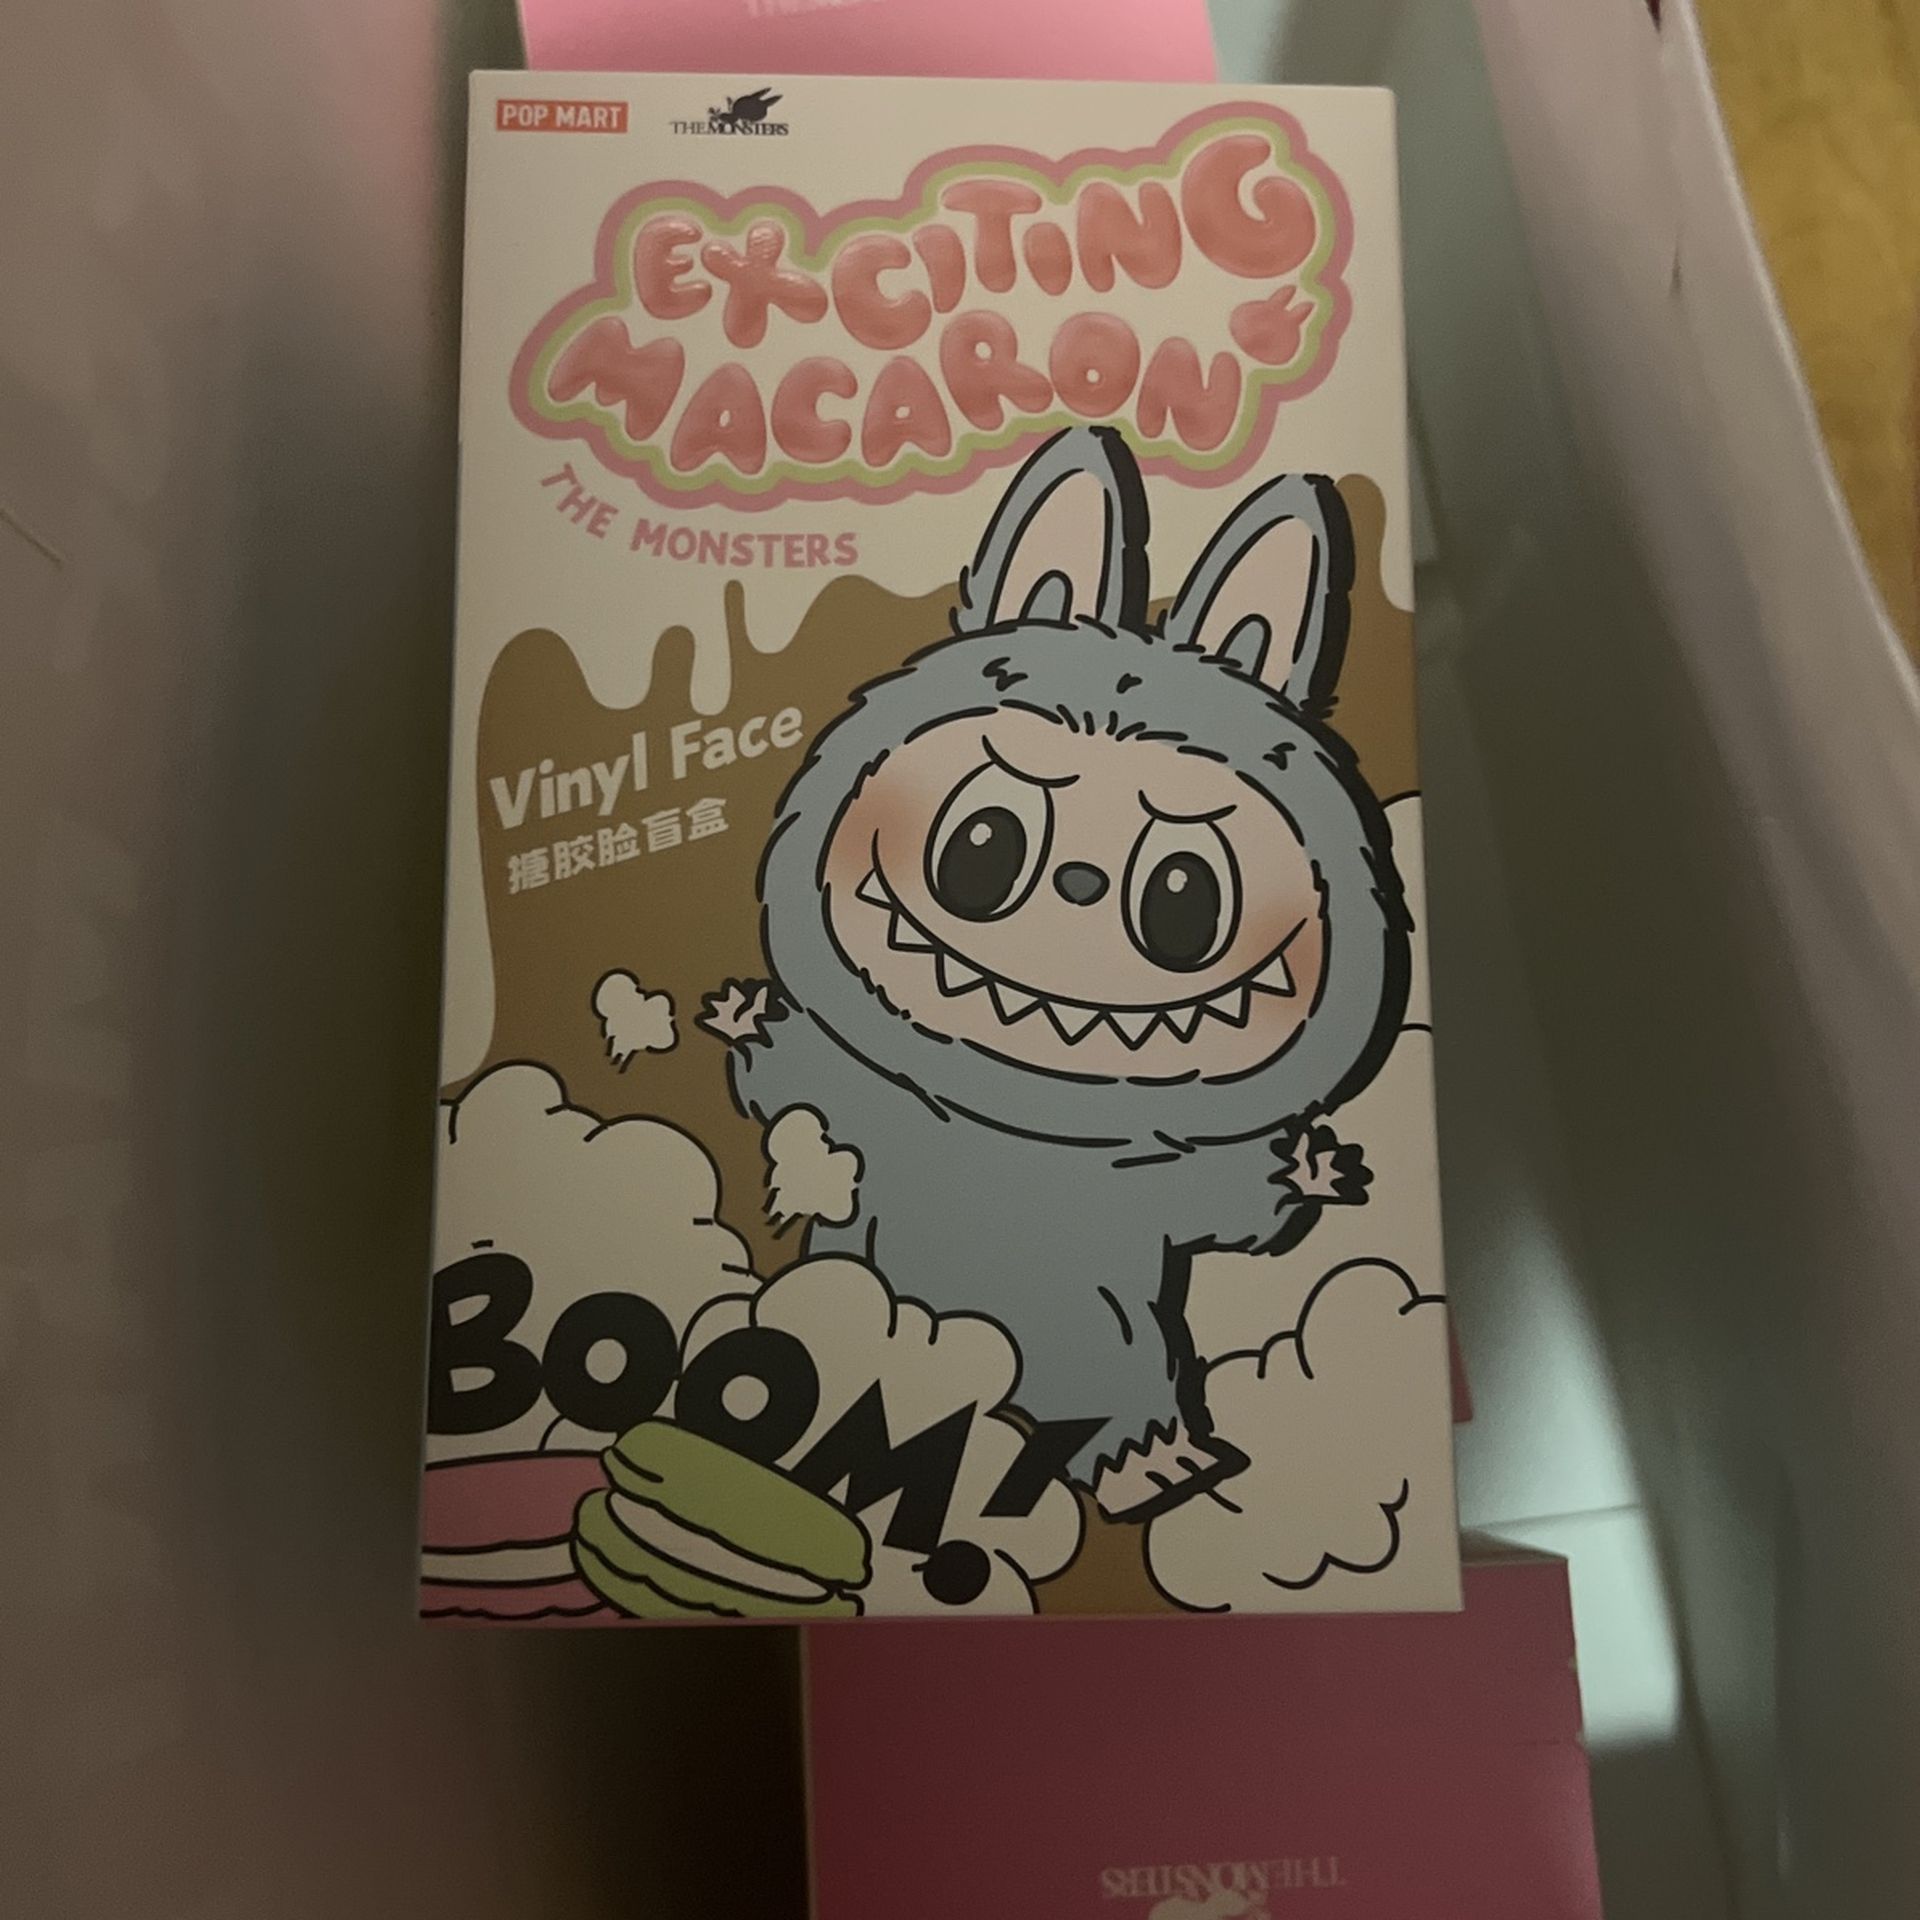 POP MART
THE MONSTERS
EXCITING
MACARON
THE MONSTERS
Vinyl Face
搪胶脸盲盒
BOOM!
THE MONSTERS